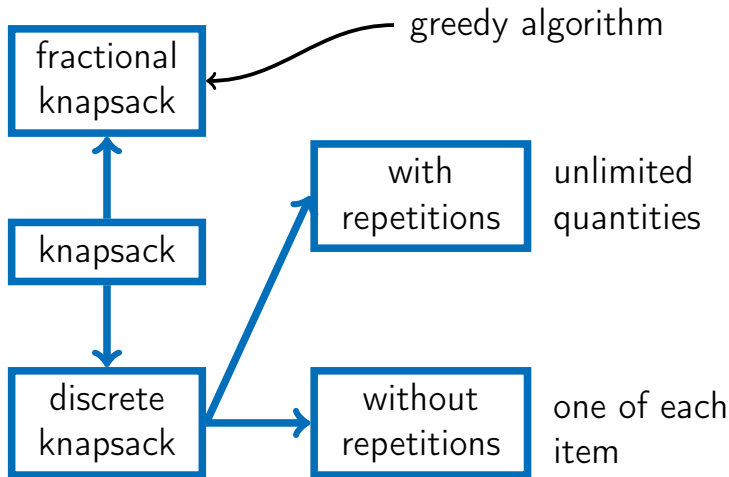 greedy algorithm
fractional
knapsack
with
repetitions
unlimited
quantities
knapsack
discrete
knapsack
without
repetitions
one of each
item